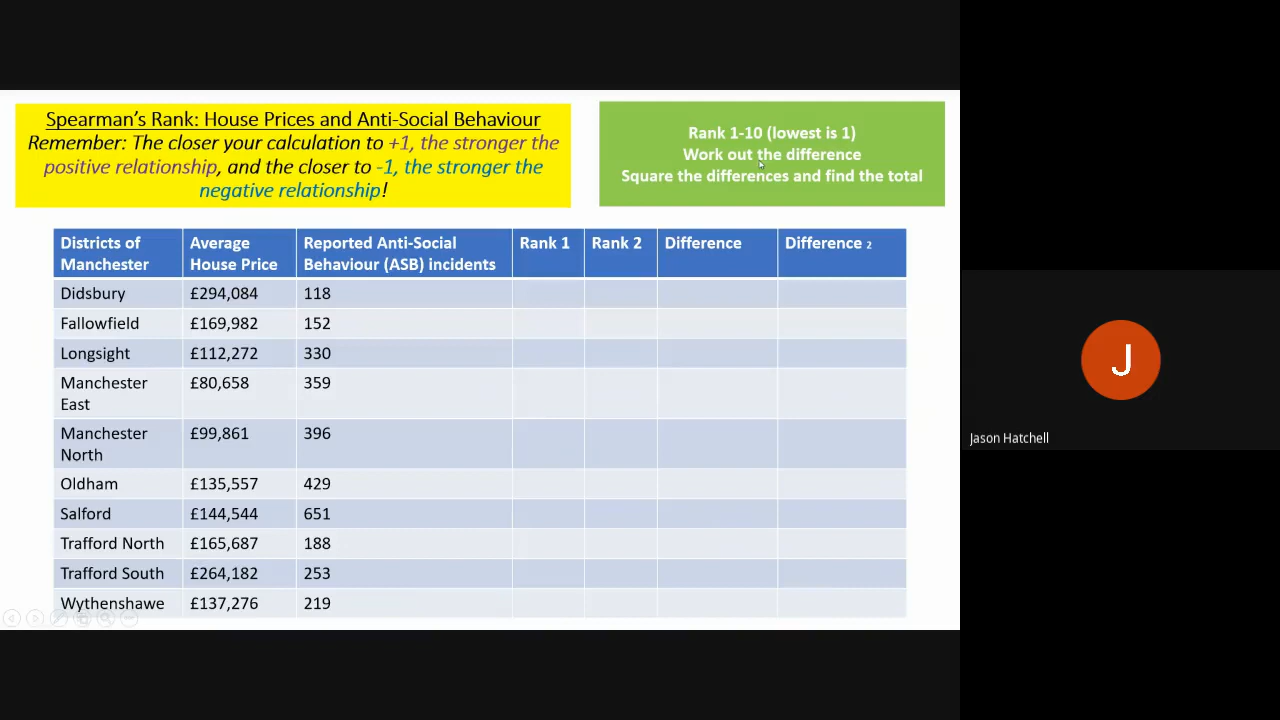 Spearman's Rank: House Prices and Anti-Social Behaviour
Remember: The closer your calculation to +1, the stronger the
positive relationship, and the closer to -1, the stronger the
negative relationship!
Rank 1-10 (lowest is 1)
Work out the difference
Square the differences and find the total
Districts of Manchester Average House Price Reported Anti-Social Behaviour (ASB) incidents Rank 1 Rank 2 Difference Difference 2
Didsbury £294,084 118
Fallowfield £169,982 152
Longsight £112,272 330
Manchester East £80,658 359
Manchester North £99,861 396
Oldham £135,557 429
Salford £144,544 651
Trafford North £165,687 188
Trafford South £264,182 253
Wythenshawe £137,276 219
J
Jason Hatchell